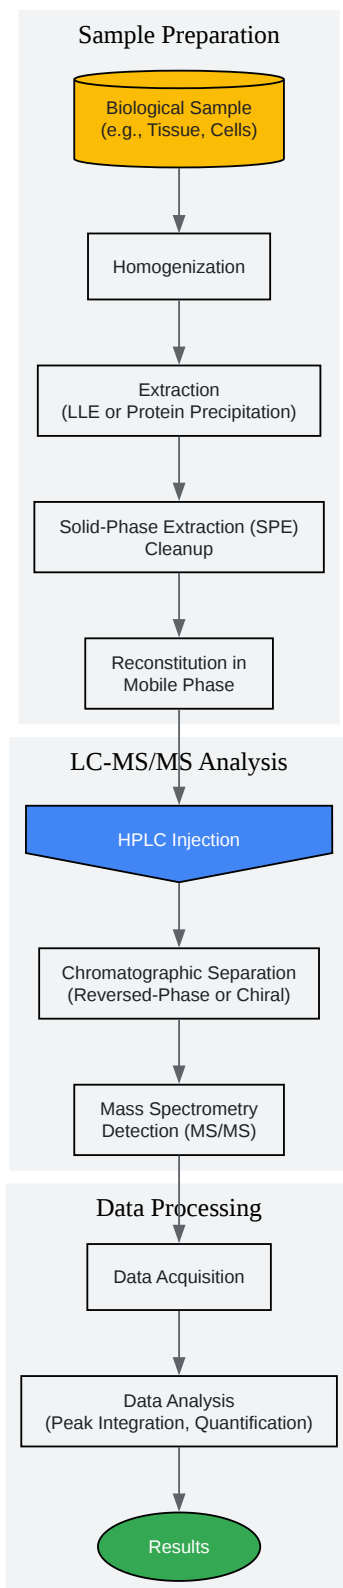 Sample Preparation
Biological Sample
(e.g., Tissue, Cells)
Homogenization
Extraction
(LLE or Protein Precipitation)
Solid-Phase Extraction (SPE)
Cleanup
Reconstitution in
Mobile Phase
LC-MS/MS Analysis
HPLC Injection
Chromatographic Separation
(Reversed-Phase or Chiral)
Mass Spectrometry
Detection (MS/MS)
Data Processing
Data Acquisition
Data Analysis
(Peak Integration, Quantification)
Results